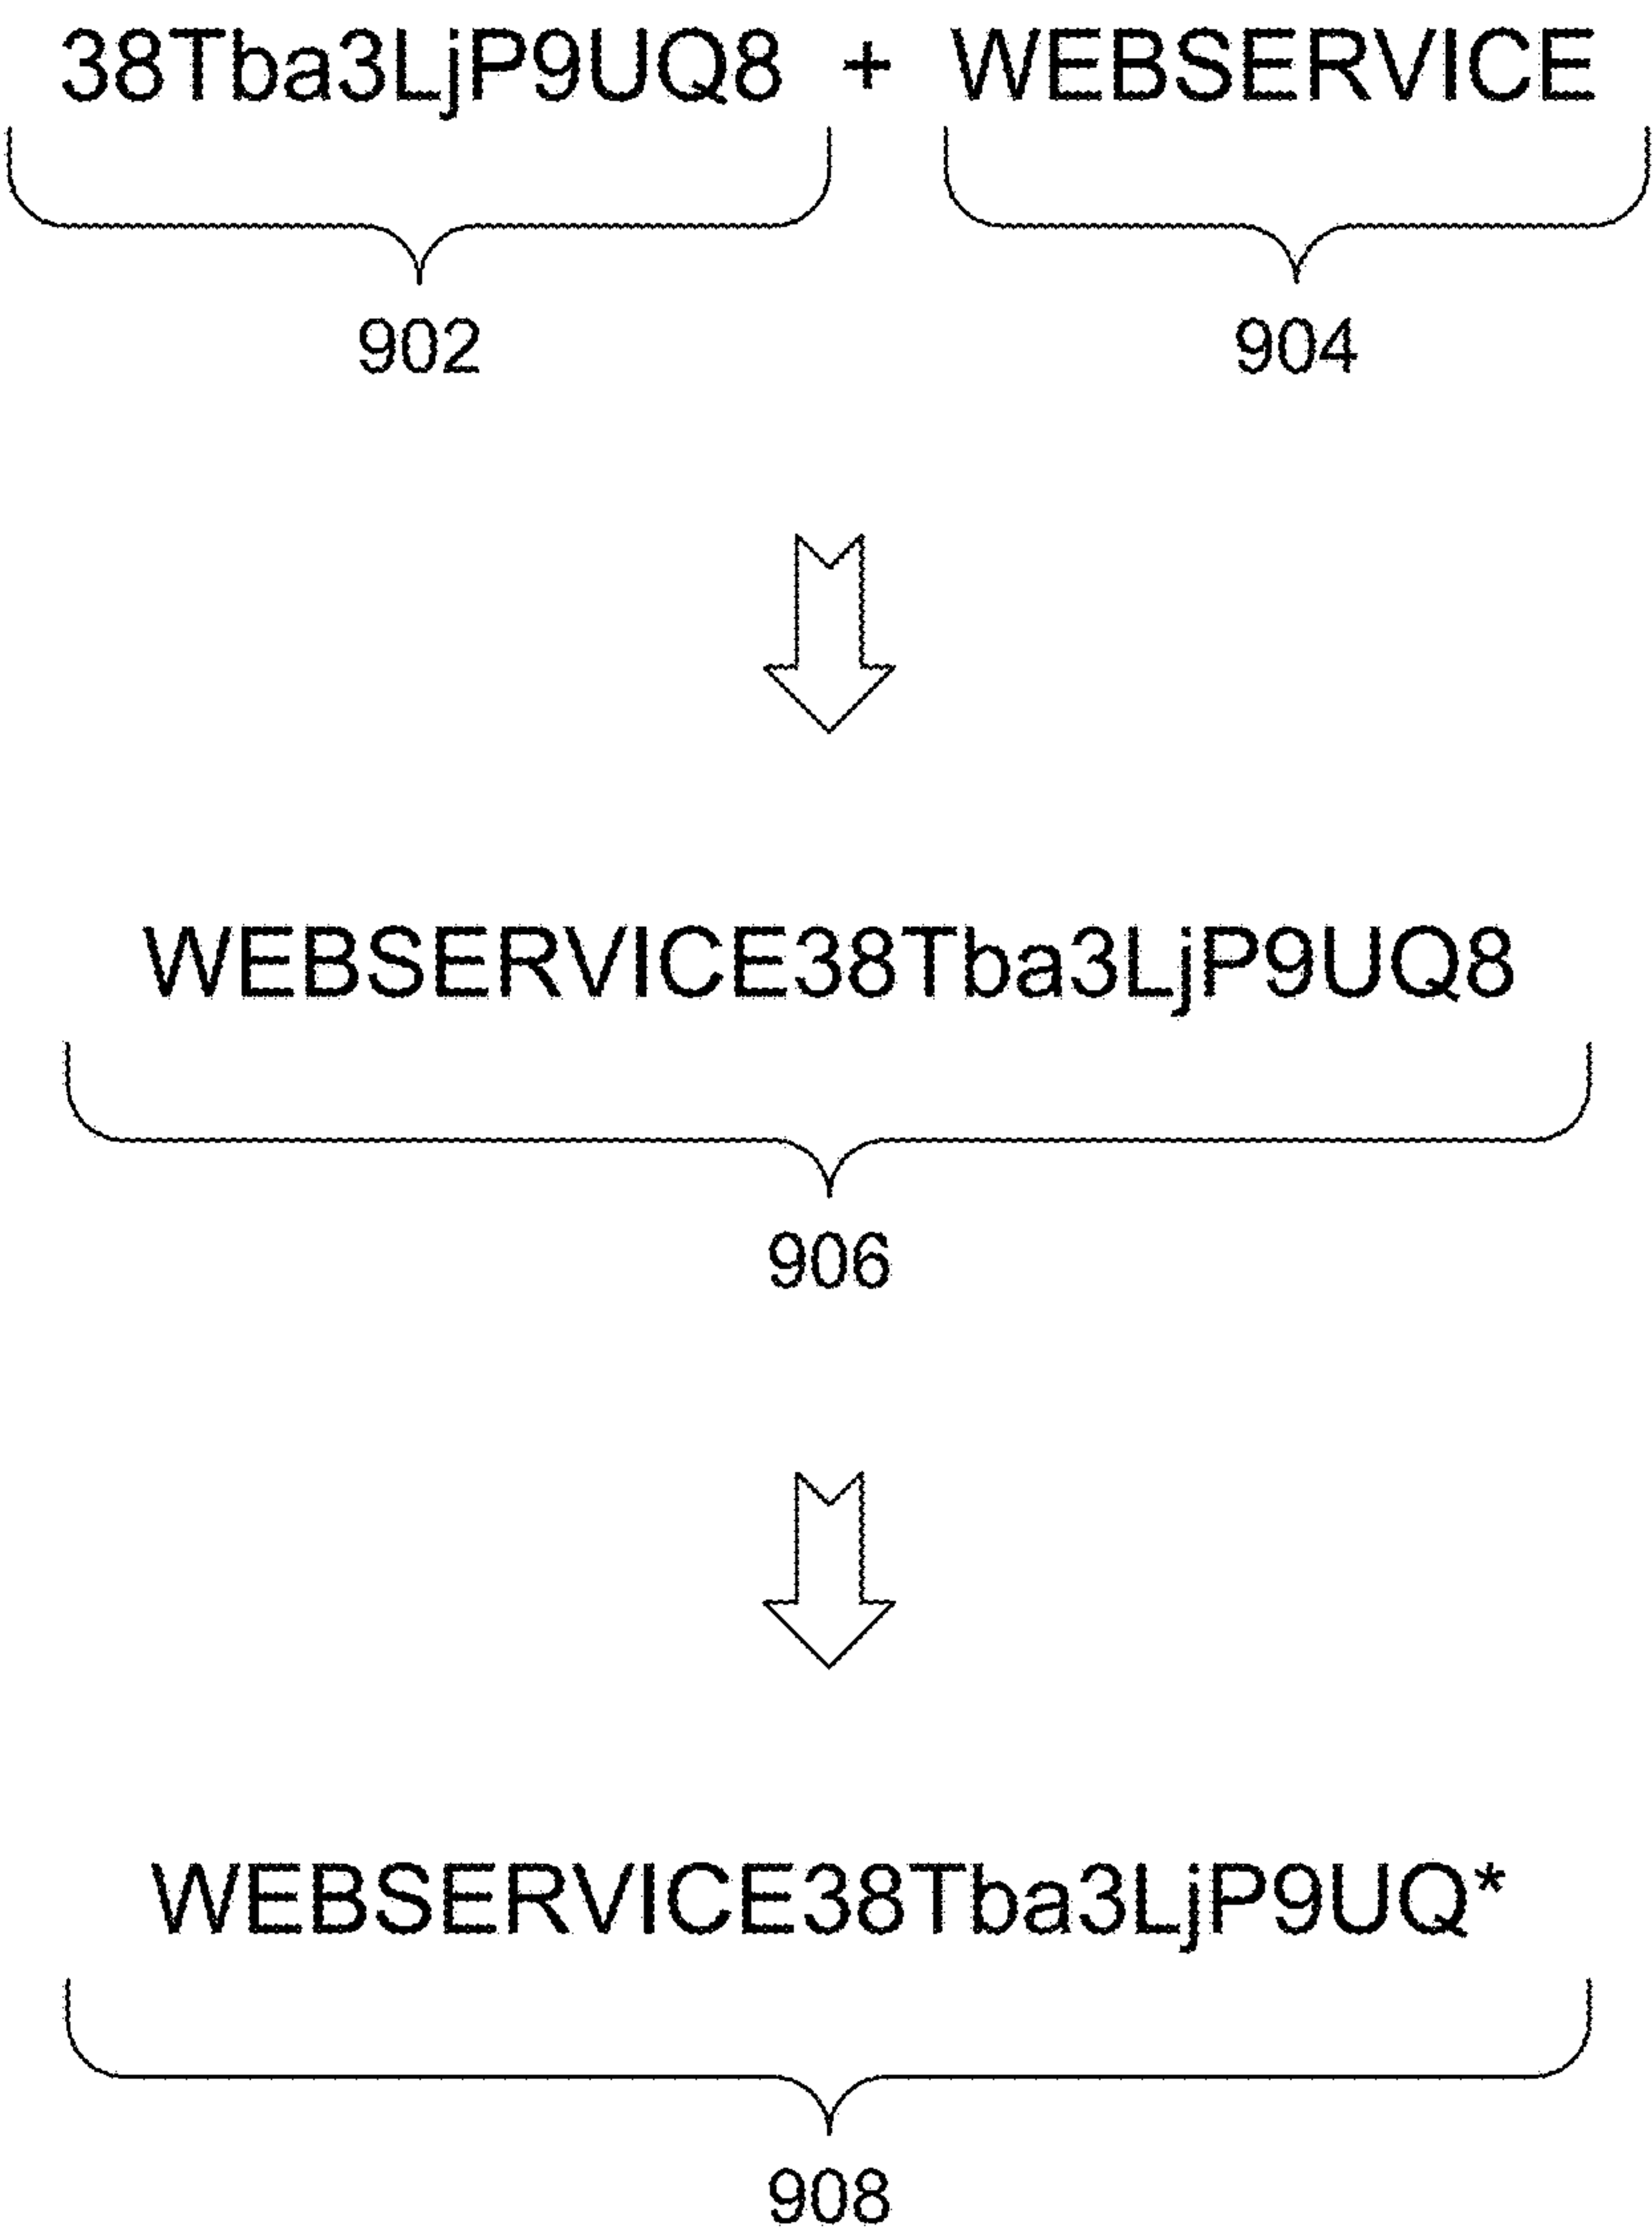 38Tba3LjP9UQ8 + WEBSERVICE
902 904
WEBSERVICE38Tba3LjP9UQ8
906
WEBSERVICE38Tba3LjP9UQ*
908